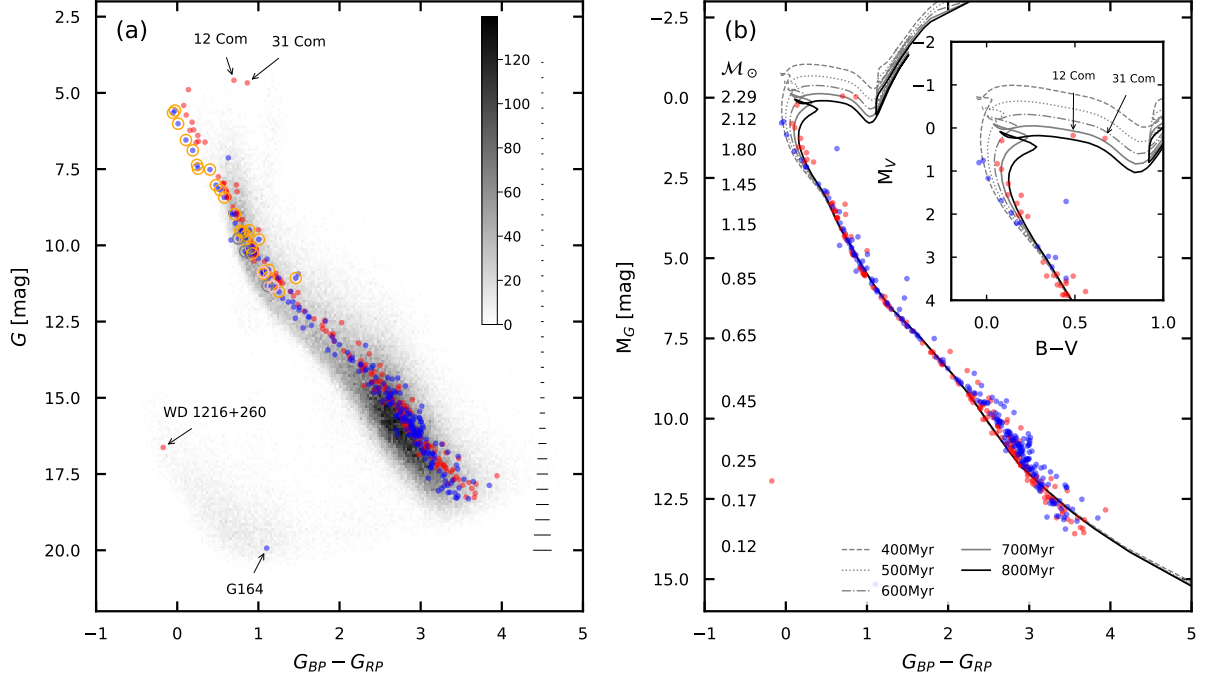 (a)
2.5
5.0
7.5
10.0
12.5
15.0
17.5
20.0
G [mag]
12 Com
31 Com
WD 1216+260
G164
120
100
80
60
40
20
0
−1
0
1
2
3
4
5
G_BP − G_RP
(b)
−2.5
0.0
2.5
5.0
7.5
10.0
12.5
15.0
M_G [mag]
ℳ⊙
2.29
2.12
1.80
1.45
1.15
0.85
0.65
0.45
0.25
0.17
0.12
−2
−1
0
1
2
3
4
M_V
12 Com
31 Com
0.0
0.5
1.0
B−V
400Myr
500Myr
600Myr
700Myr
800Myr
−1
0
1
2
3
4
5
G_BP − G_RP